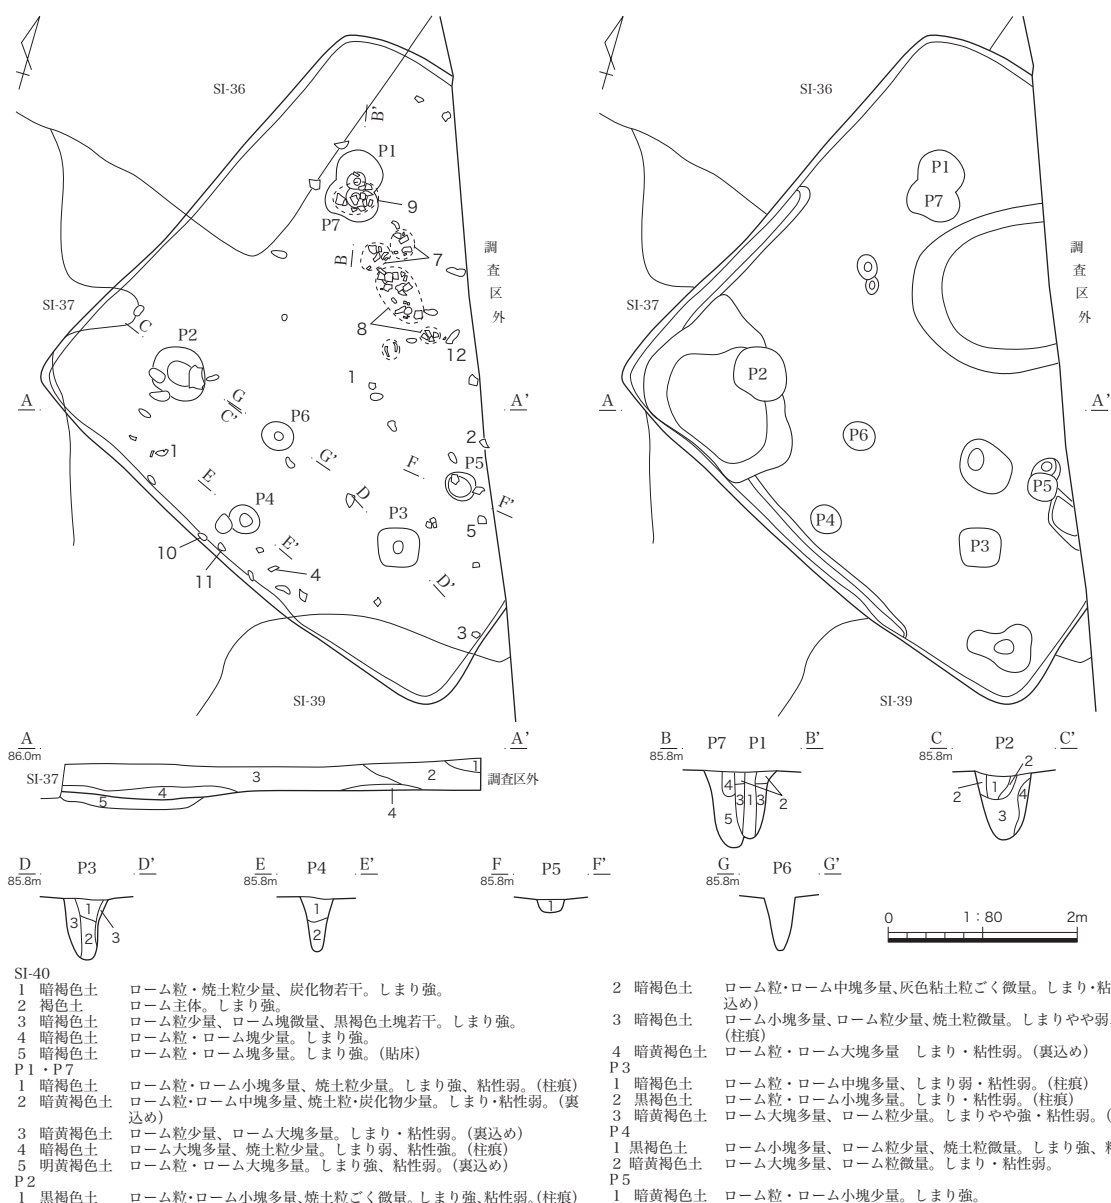 SI-36
B'
P1
9
P7
B
7
調
査
区
外
SI-37
C
8
12
P2
1
A
G
C'
P6
A'
2
1
G'
F
P5
E
D
F'
P4
P3
5
10
E'
11
4
D'
3
SI-39
SI-36
P1
P7
調
査
区
外
SI-37
P2
A
A'
P6
P5
P4
P3
SI-39
A
A'
86.0m
SI-37
3
2
1
調査区外
4
5
4
B
P7
P1
B'
85.8m
4
3
1
3
2
5
C
P2
C'
85.8m
2
1
2
4
3
D
P3
D'
85.8m
1
3
2
3
E
P4
E'
85.8m
1
2
F
P5
F'
85.8m
1
G
P6
G'
85.8m
0
1:80
2m
SI-40
1 暗褐色土 ローム粒・焼土粒少量、炭化物若干。しまり強。
2 褐色土 ローム主体。しまり強。
3 暗褐色土 ローム粒少量、ローム塊微量、黒褐色土塊若干。しまり強。
4 暗褐色土 ローム粒・ローム塊少量。しまり強。
5 暗褐色土 ローム粒・ローム塊多量。しまり強。(貼床)
P1・P7
1 暗褐色土 ローム粒・ローム小塊多量、焼土粒少量。しまり強、粘性弱。(柱痕)
2 暗黄褐色土 ローム粒・ローム中塊多量、焼土粒・炭化物少量。しまり・粘性弱。(裏
込め)
3 暗黄褐色土 ローム粒少量、ローム大塊多量。しまり・粘性弱。(裏込め)
4 暗褐色土 ローム大塊多量、焼土粒少量。しまり弱、粘性強。(柱痕)
5 明黄褐色土 ローム粒・ローム大塊多量。しまり強、粘性弱。(裏込め)
P2
1 黒褐色土 ローム粒・ローム小塊多量、焼土粒ごく微量。しまり強、粘性弱。(柱痕)
2 暗褐色土 ローム粒・ローム中塊多量、灰色粘土粒ごく微量。しまり・粘
込め)
3 暗褐色土 ローム小塊多量、ローム粒少量、焼土粒微量。しまりやや弱
(柱痕)
4 暗黄褐色土 ローム粒・ローム大塊多量 しまり・粘性弱。(裏込め)
P3
1 暗褐色土 ローム粒・ローム中塊多量。しまり弱・粘性弱。(柱痕)
2 黒褐色土 ローム粒・ローム小塊多量。しまり・粘性弱。(柱痕)
3 暗黄褐色土 ローム大塊多量、ローム粒少量。しまりやや強・粘性弱。(
P4
1 黒褐色土 ローム小塊多量、ローム粒少量、焼土粒微量。しまり強、粘
2 暗黄褐色土 ローム大塊多量、ローム粒微量。しまり・粘性弱。
P5
1 暗黄褐色土 ローム粒・ローム小塊少量。しまり強。